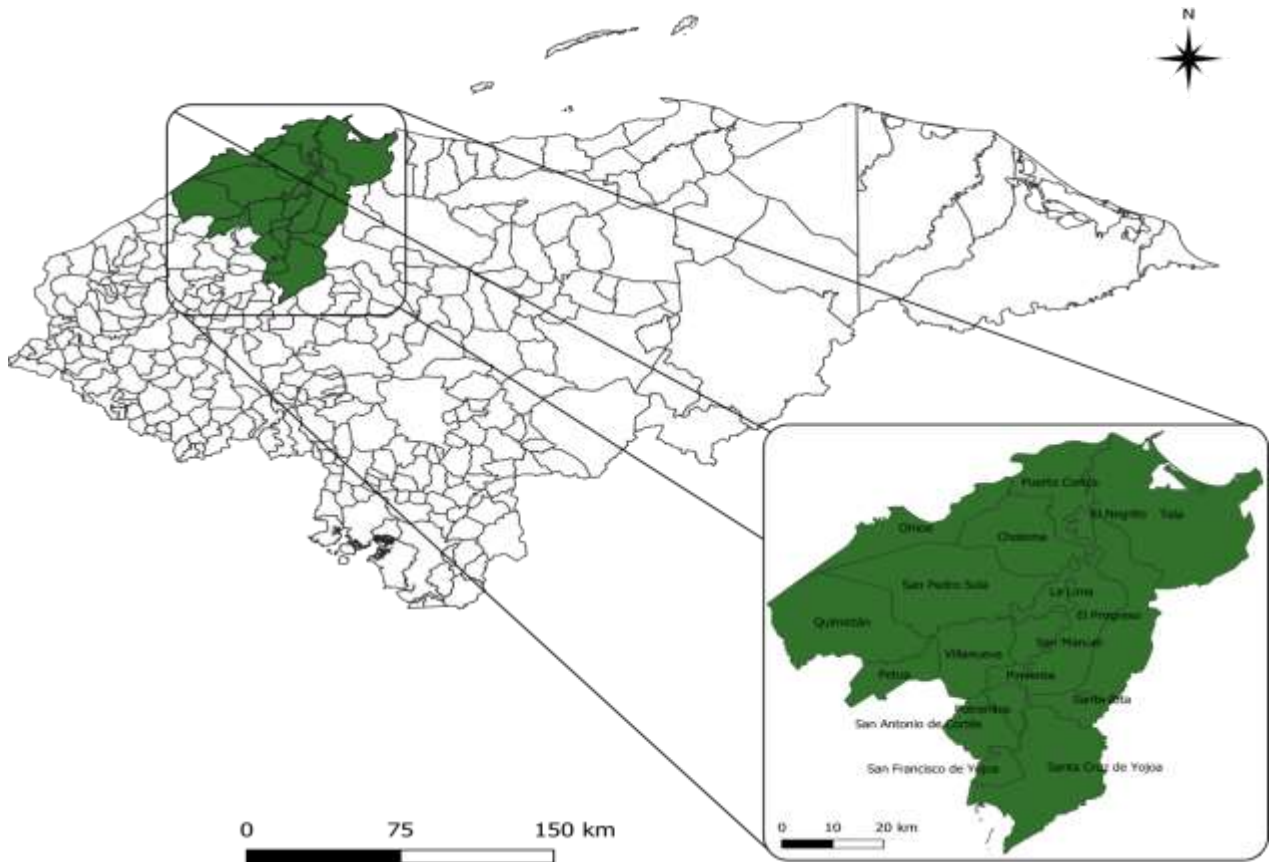 N
Puerto Cortés
El Negrito Tela
Omoa
Choloma
San Pedro Sula
La Lima
El Progreso
Quimistán
San Manuel
Villanueva
Petoa
Pimienta
Santa Rita
Potrerillos
San Antonio de Cortés
San Francisco de Yojoa
Santa Cruz de Yojoa
0 75 150 km
0 10 20 km